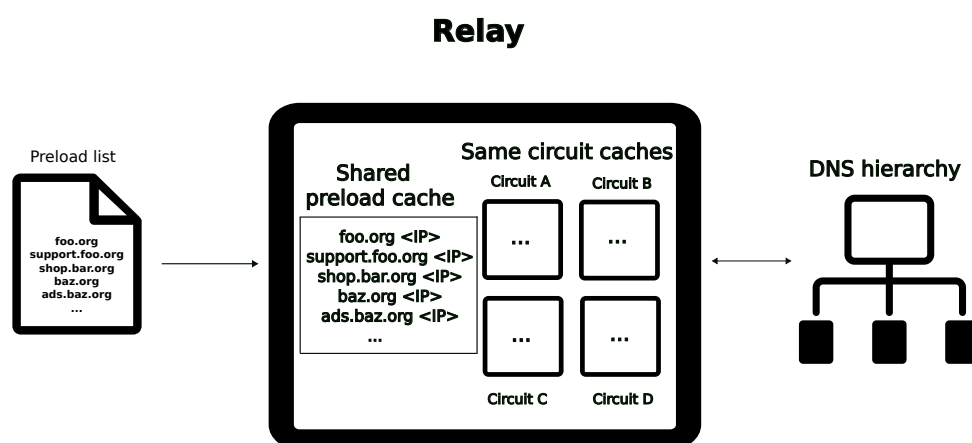 Relay
Preload list
foo.org
support.foo.org
shop.bar.org
baz.org
ads.baz.org
...
Shared
preload cache
foo.org <IP>
support.foo.org <IP>
shop.bar.org <IP>
baz.org <IP>
ads.baz.org <IP>
...
Same circuit caches
Circuit A
Circuit B
...
...
...
...
Circuit C
Circuit D
DNS hierarchy